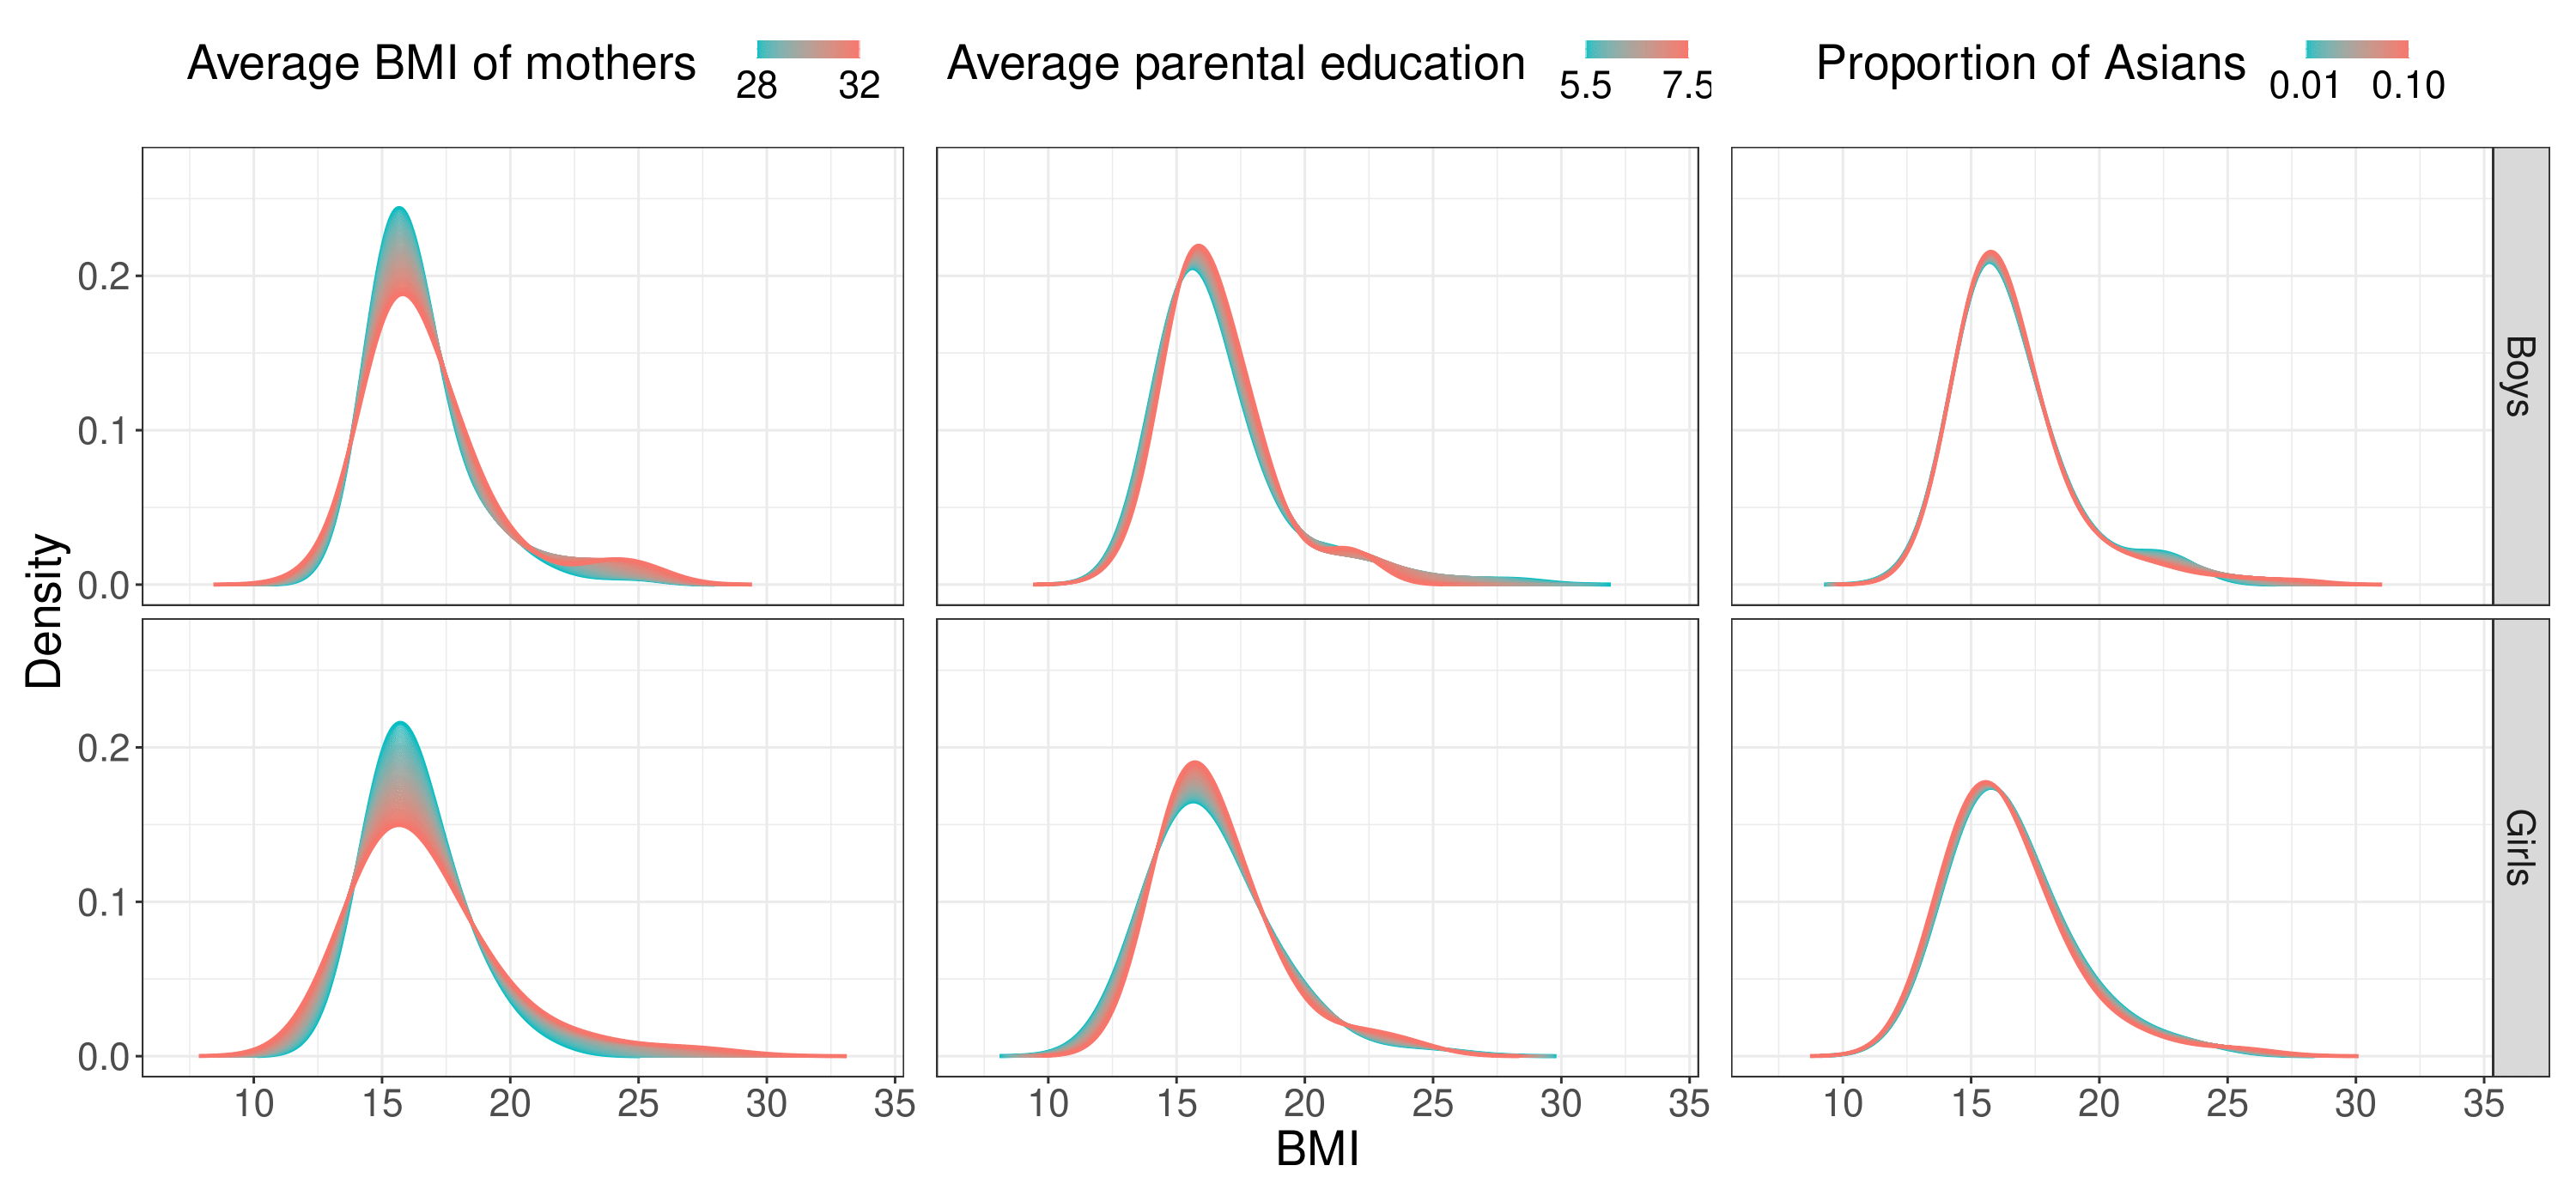 Average BMI of mothers
28 32
Average parental education
5.5 7.5
Proportion of Asians
0.01 0.10
Density
0.2
0.1
0.0
Boys
0.2
0.1
0.0
Girls
10 15 20 25 30 35
10 15 20 25 30 35
10 15 20 25 30 35
BMI